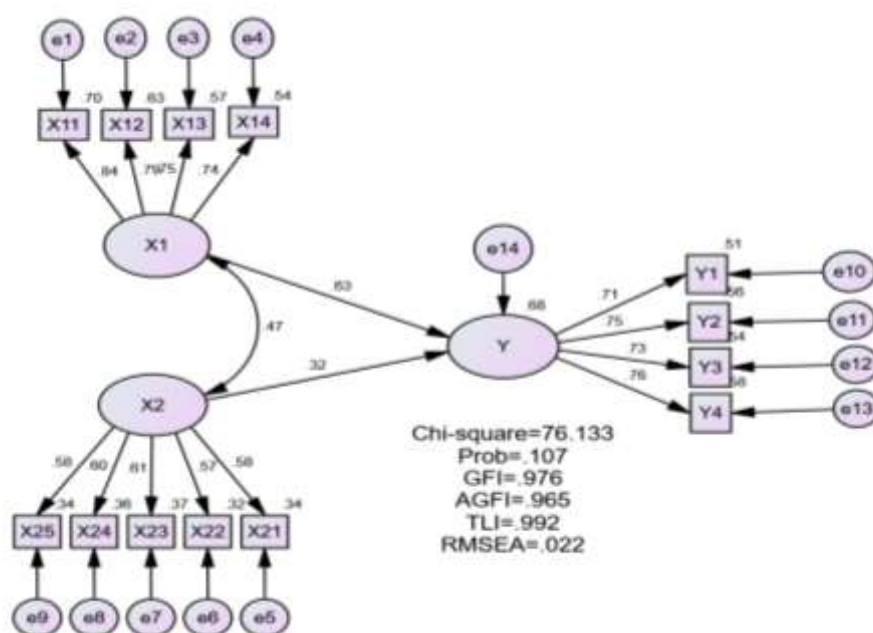 e1 e2 e3 e4
.70 .63 .57 .54
X11 X12 X13 X14
.84 .79 .75 .74
X1
e14
.51
Y1 e10
.63
.71
.68
.56
Y2 e11
.75
.47
Y
.54
.73
Y3 e12
.32
.76
.58
X2
Y4 e13
Chi-square=76.133
Prob=.107
GFI=.976
AGFI=.965
TLI=.992
RMSEA=.022
.58 .60 .61 .57 .58
.34 .36 .37 .32 .34
X25 X24 X23 X22 X21
e9 e8 e7 e6 e5